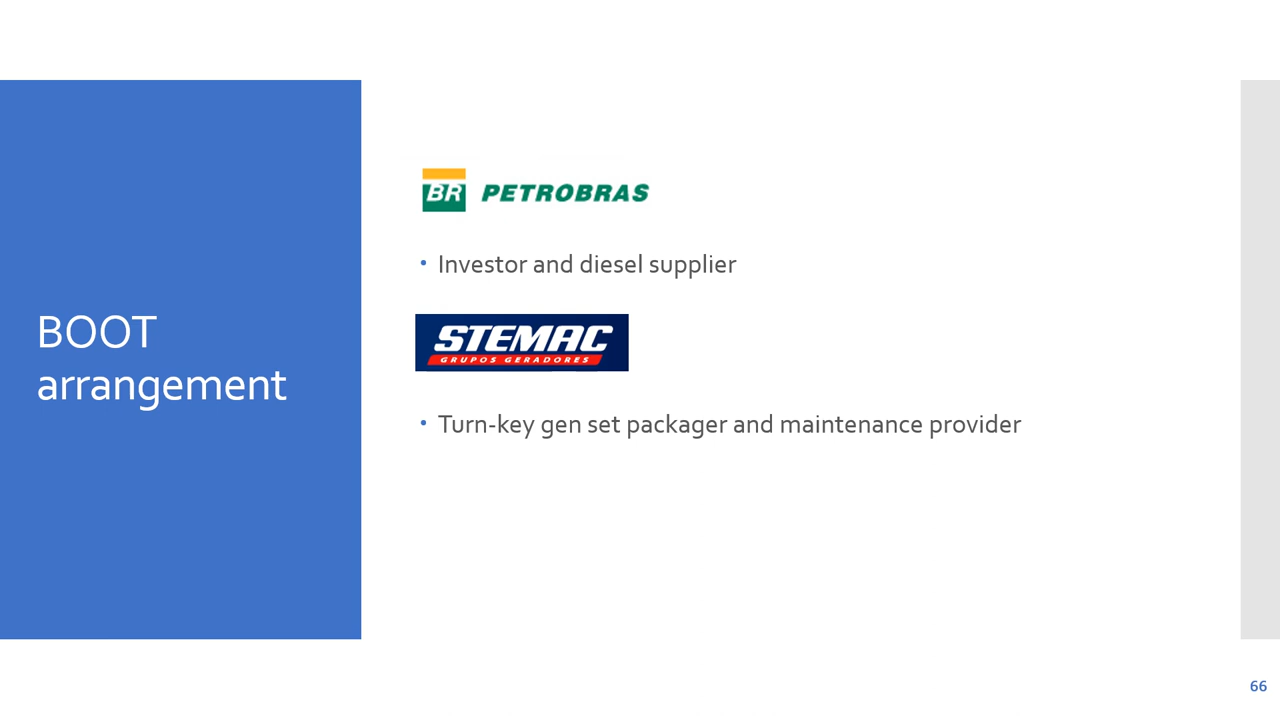 BOOT
arrangement
BR PETROBRAS
• Investor and diesel supplier
STEMAC
GRUPOS GERADORES
• Turn-key gen set packager and maintenance provider
66